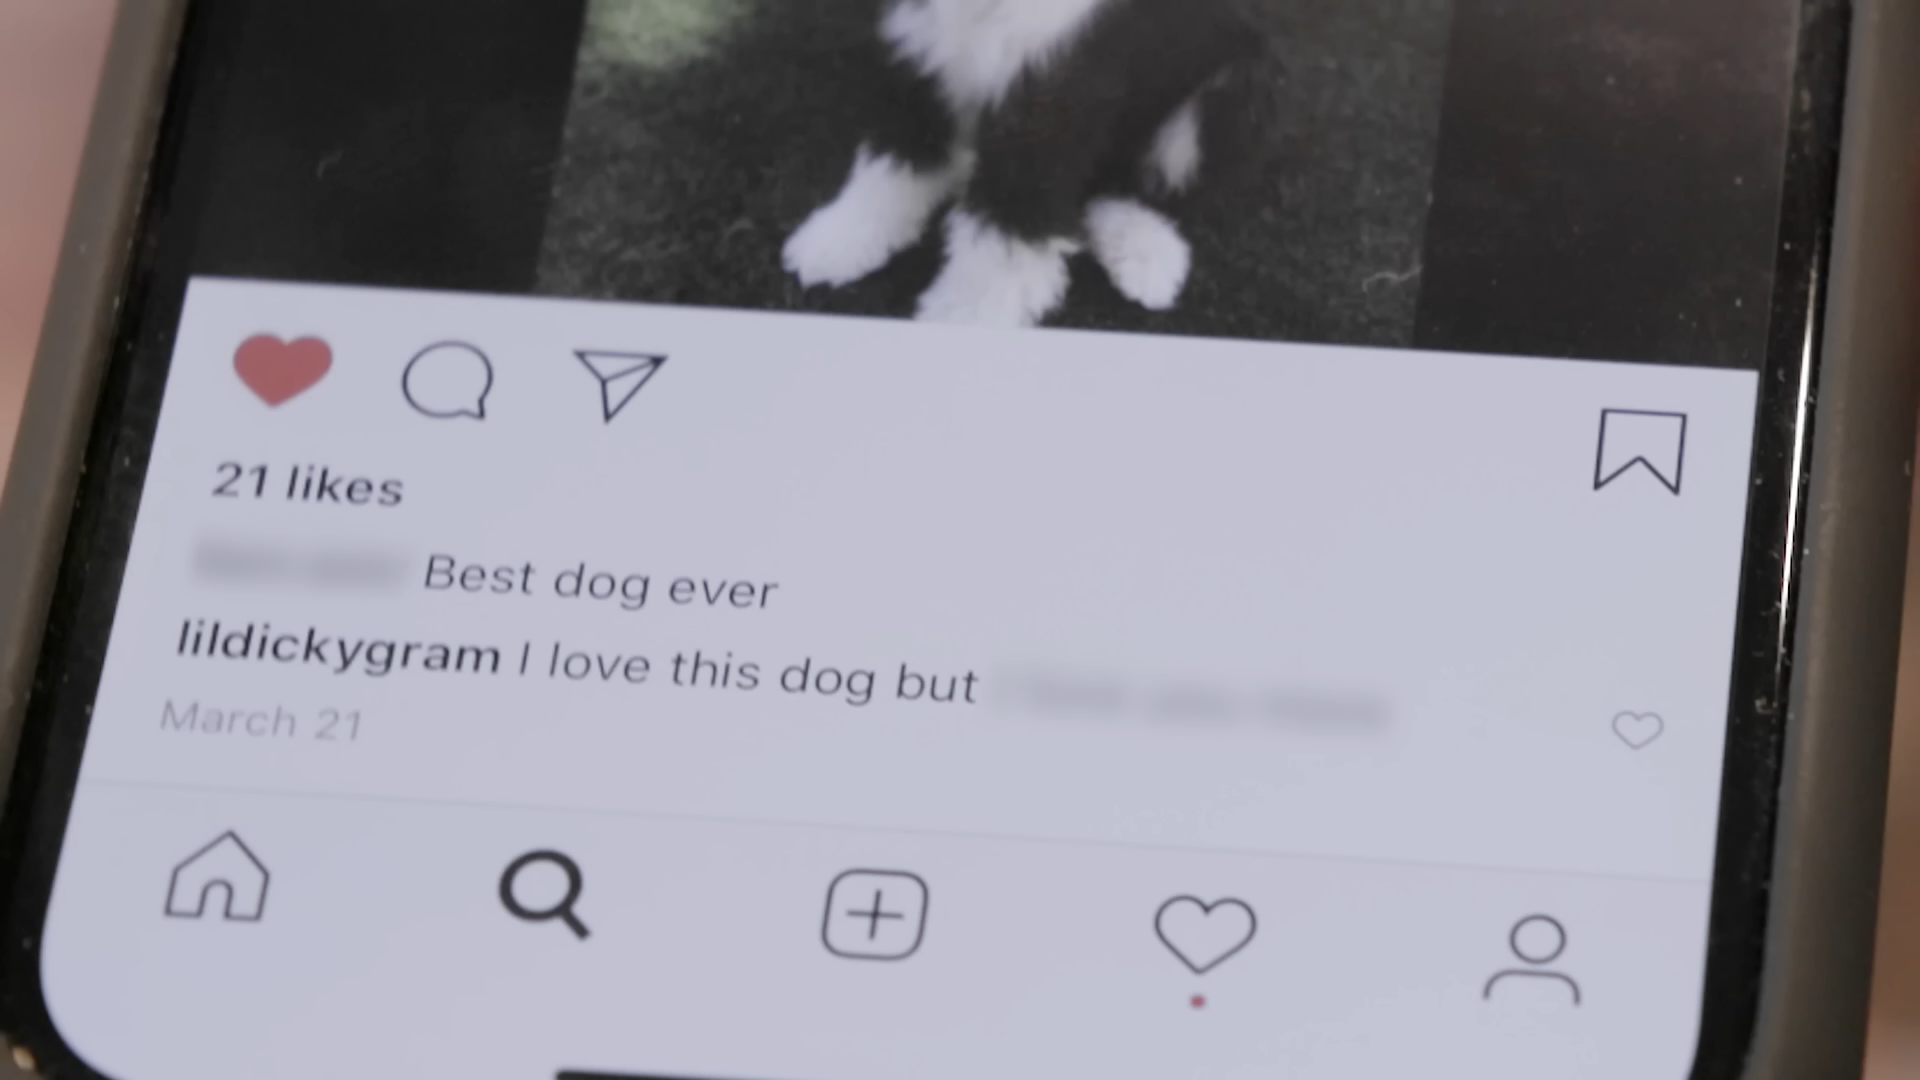 21 likes
Best dog ever
lildickygram I love this dog but
March 21